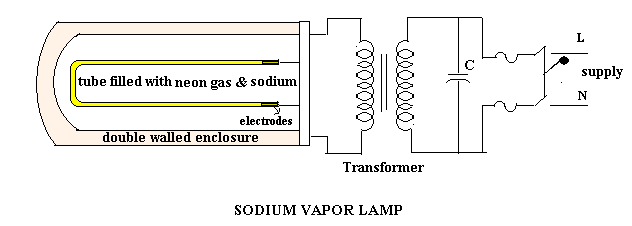 L
C
supply
tube filled with neon gas & sodium
N
electrodes
double walled enclosure
Transformer
SODIUM VAPOR LAMP